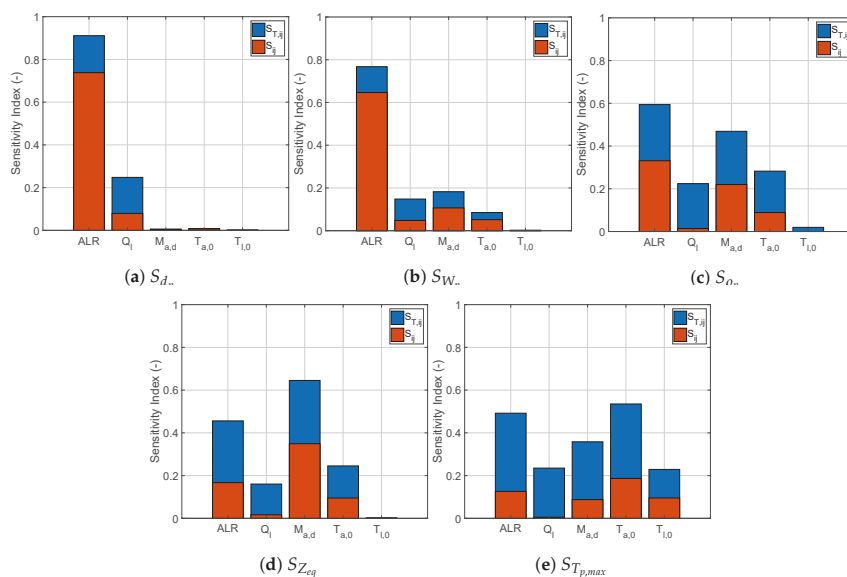 1
0.8
0.6
0.4
0.2
0
Sensitivity Index (-)
S_T,ij
S_ij
ALR Q_l M_a,d T_a,0 T_l,0
(a) S_d..
1
0.8
0.6
0.4
0.2
0
Sensitivity Index (-)
S_T,ij
S_ij
ALR Q_l M_a,d T_a,0 T_l,0
(b) S_W..
1
0.8
0.6
0.4
0.2
0
Sensitivity Index (-)
S_T,ij
S_ij
ALR Q_l M_a,d T_a,0 T_l,0
(c)
1
0.8
0.6
0.4
0.2
0
Sensitivity Index (-)
S_T,ij
S_ij
ALR Q_l M_a,d T_a,0 T_l,0
(d) S_Zeq
1
0.8
0.6
0.4
0.2
0
Sensitivity Index (-)
S_T,ij
S_ij
ALR Q_l M_a,d T_a,0 T_l,0
(e) S_Tp,max